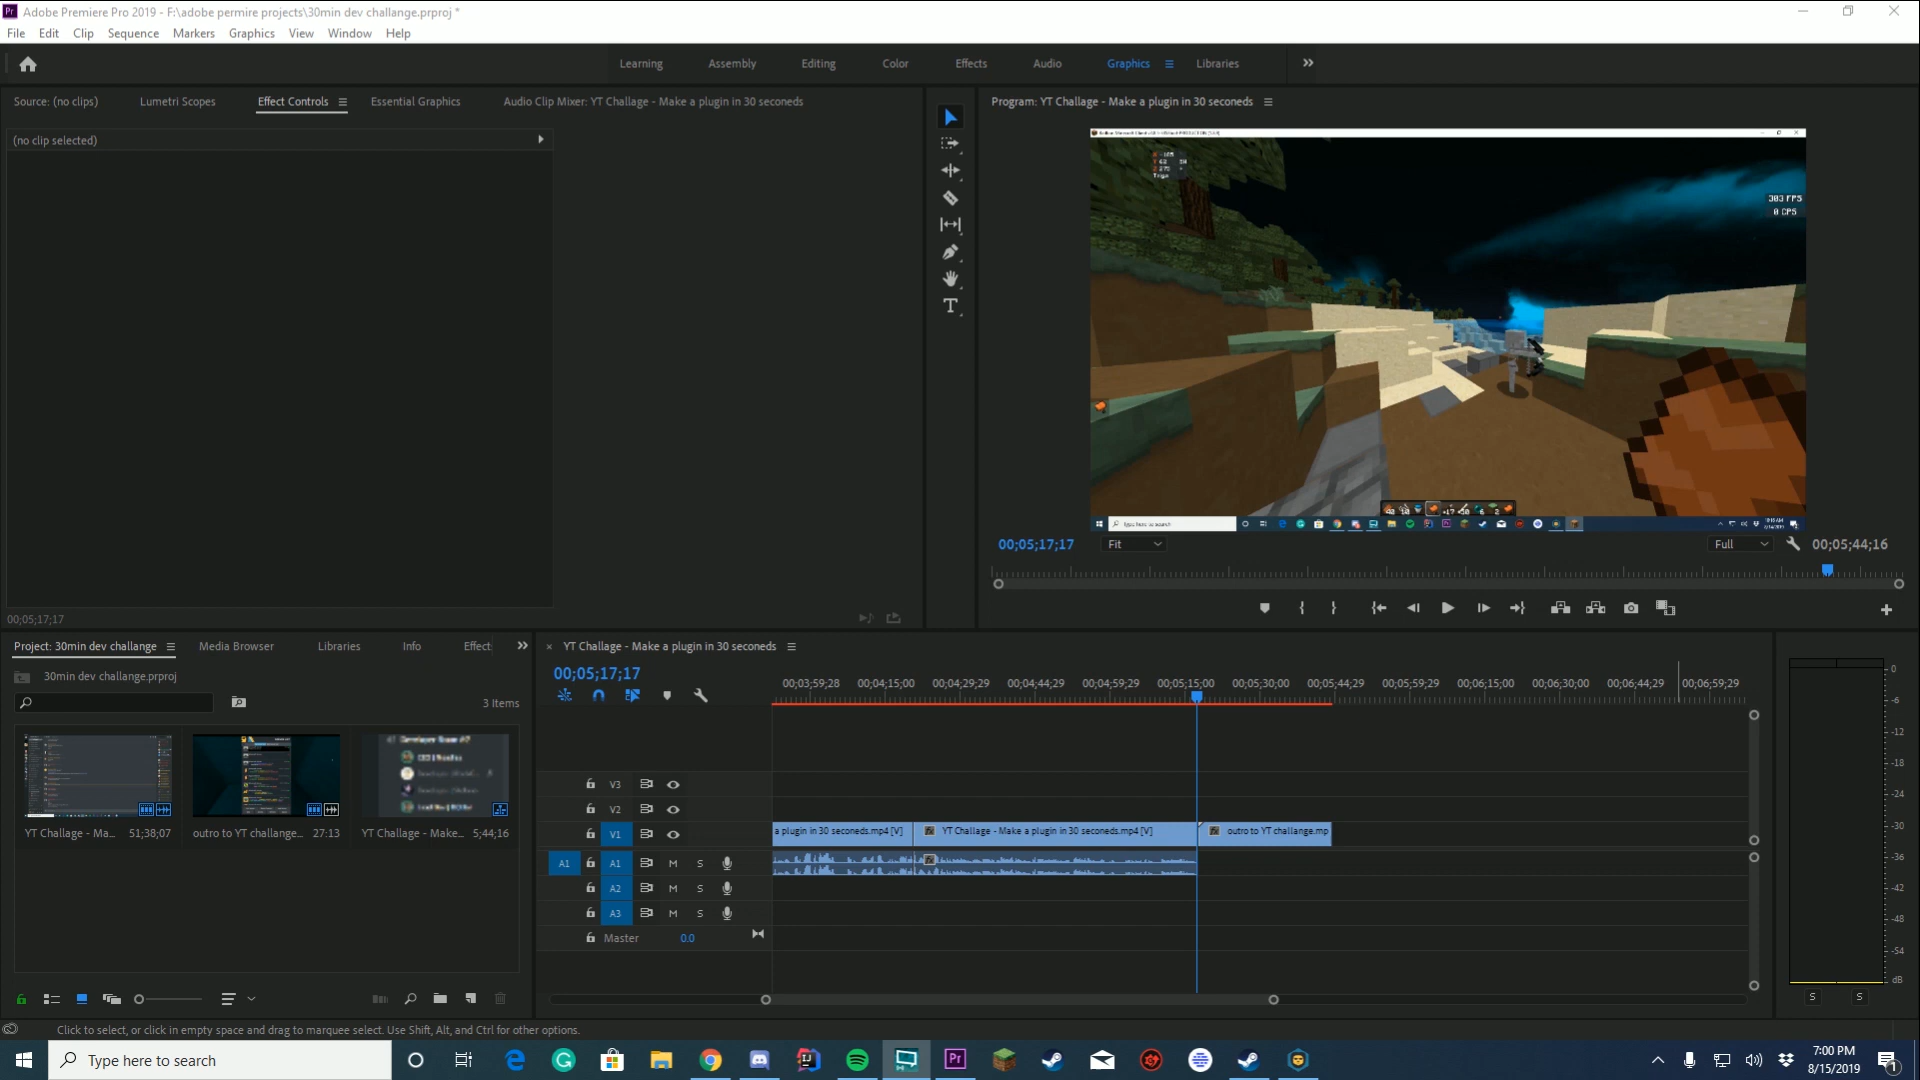 Adobe Premiere Pro 2019 - F:\adobe permire projects\30min dev challange.prproj *
File Edit Clip Sequence Markers Graphics View Window Help
Learning Assembly Editing Color Effects Audio Graphics Libraries
Source: (no clips) Lumetri Scopes Effect Controls Essential Graphics Audio Clip Mixer: YT Challage - Make a plugin in 30 seconeds
Program: YT Challage - Make a plugin in 30 seconeds
(no clip selected)
303 FPS
0 CPS
Type here to search
00;05;17;17 Fit Full 00;05;44;16
00;05;17;17
Project: 30min dev challange Media Browser Libraries Info Effect
YT Challage - Make a plugin in 30 seconeds
30min dev challange.prproj
00;05;17;17
3 Items
00;03;59;28 00;04;15;00 00;04;29;29 00;04;44;29 00;04;59;29 00;05;15;00 00;05;30;00 00;05;44;29 00;05;59;29 00;06;15;00 00;06;30;00 00;06;44;29 00;06;59;29
YT Challage - Ma... 51;38;07 outro to YT challange... 27:13 YT Challage - Make... 5;44;16
V3
V2
V1 a plugin in 30 seconeds.mp4 [V] YT Challage - Make a plugin in 30 seconeds.mp4 [V] outro to YT challange.mp
A1 A1 M S
A2 M S
A3 M S
Master 0.0
0
-6
-12
-18
-24
-30
-36
-42
-48
-54
dB
S S
Click to select, or click in empty space and drag to marquee select. Use Shift, Alt, and Ctrl for other options.
Type here to search
7:00 PM
8/15/2019
1